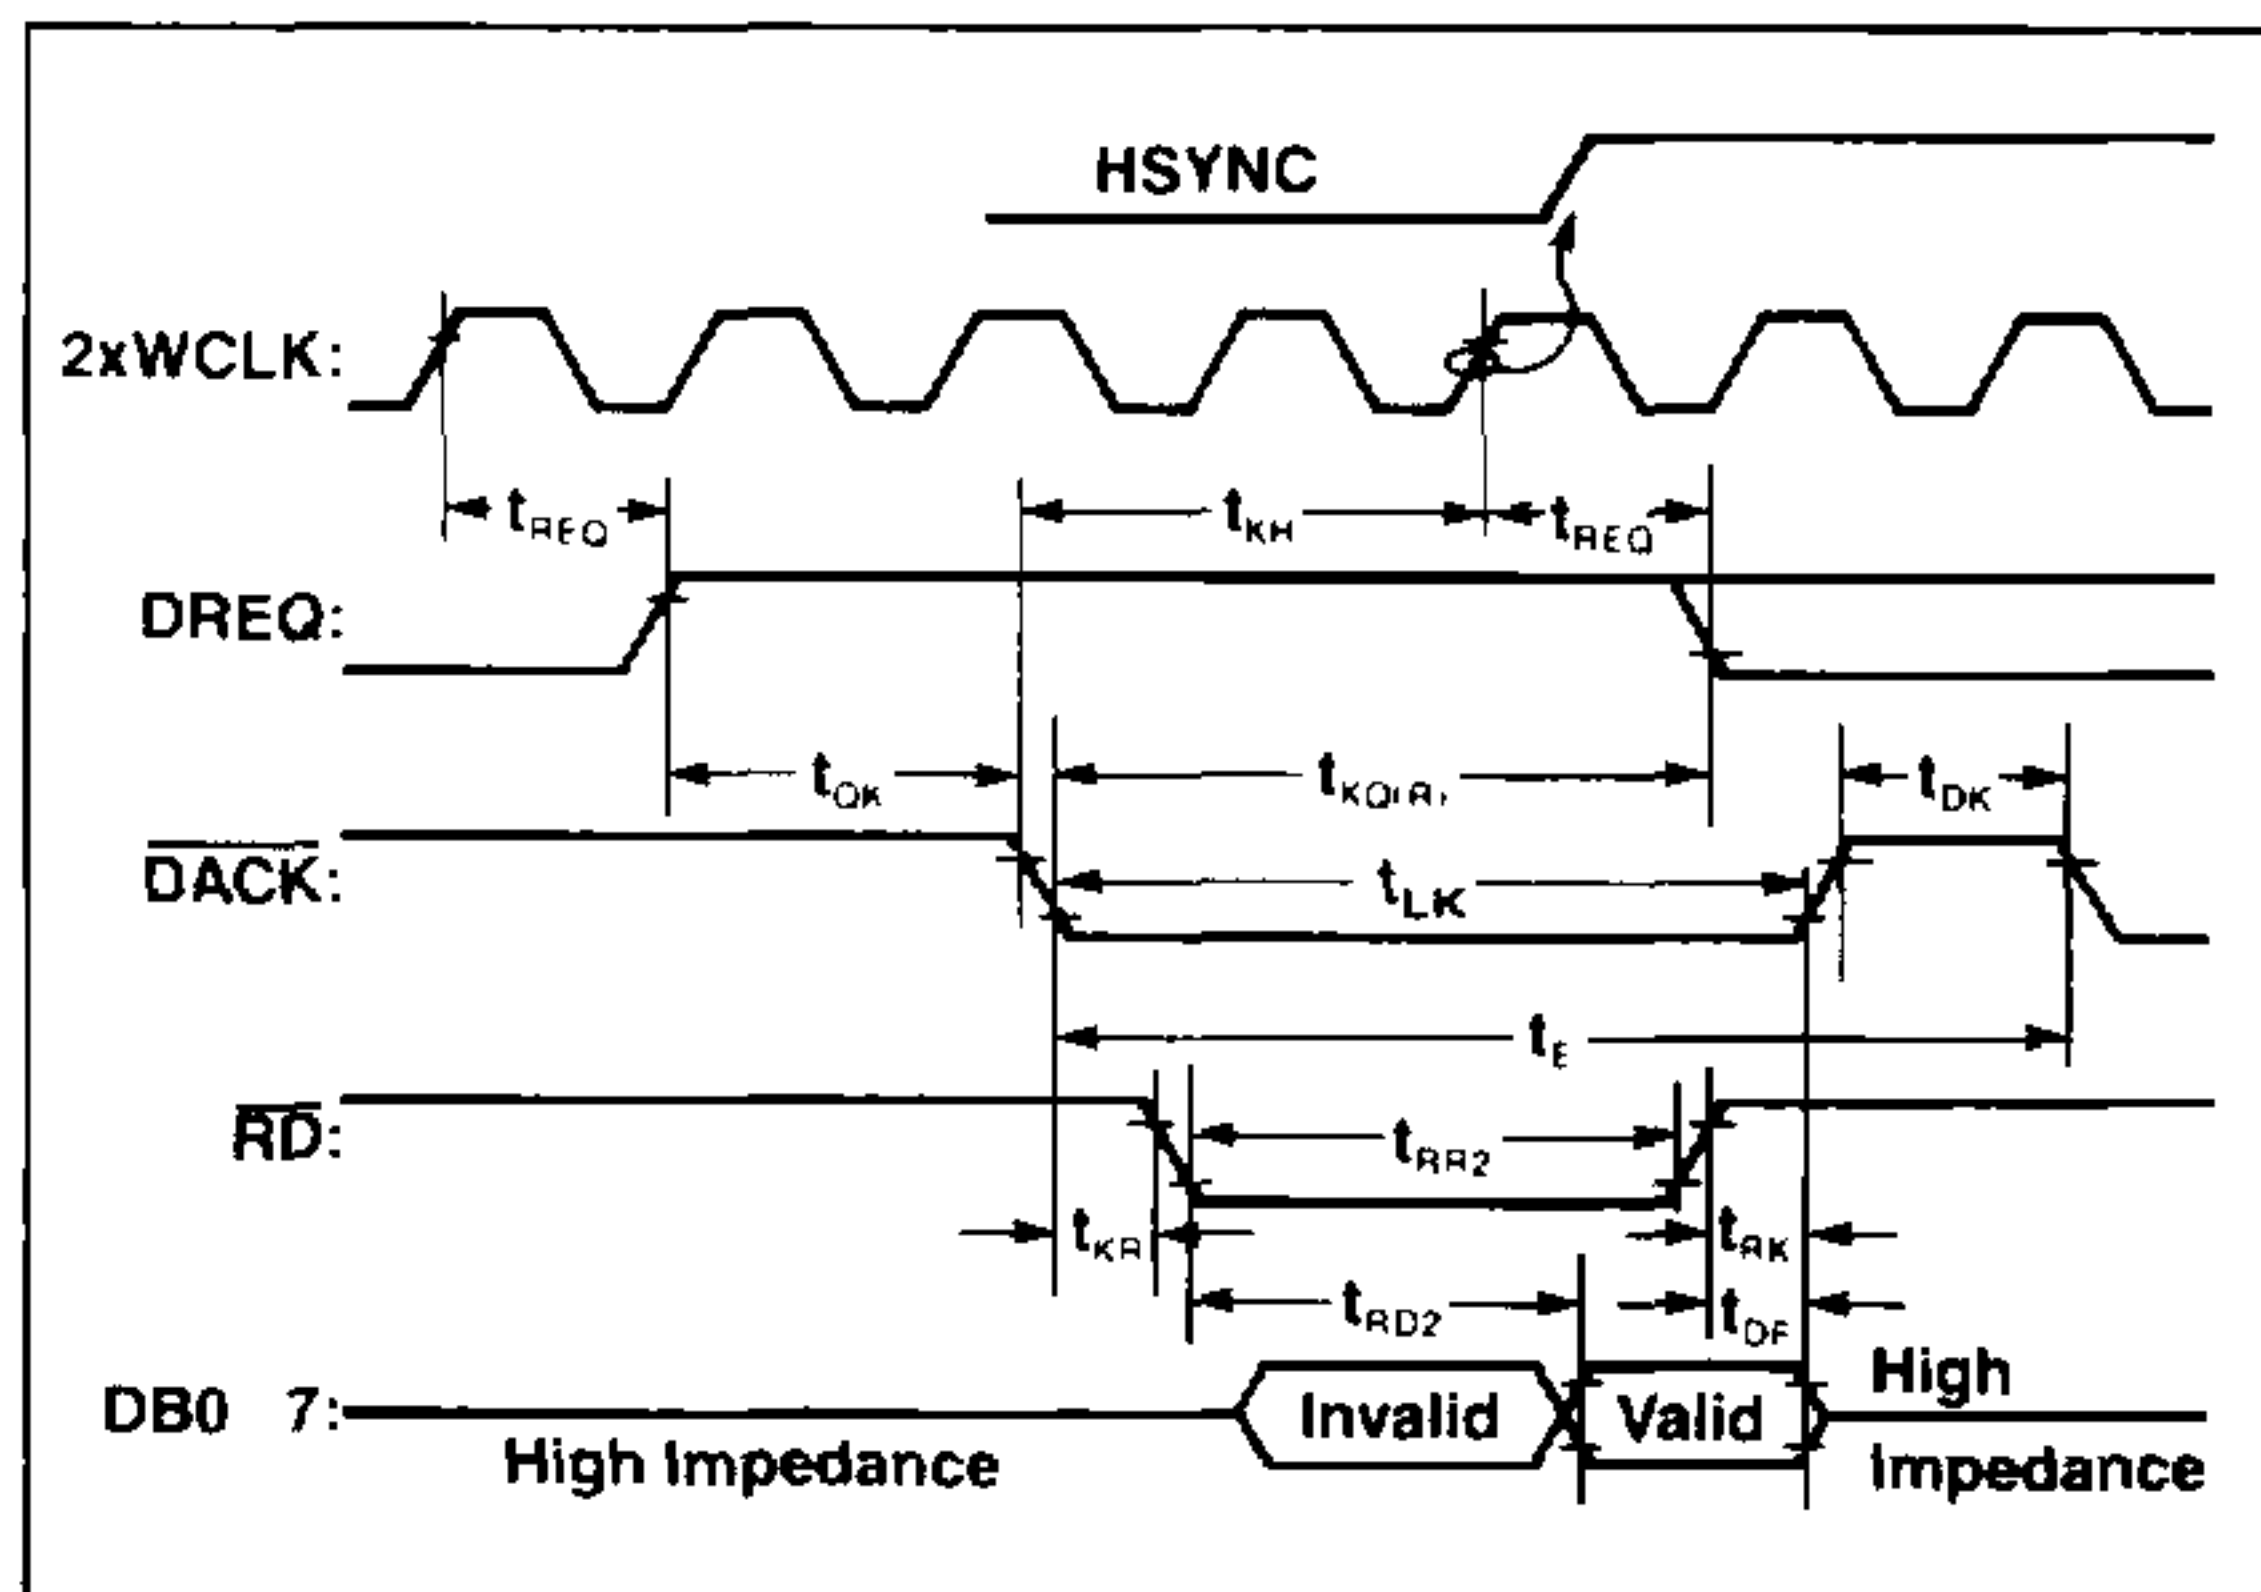 HSYNC
2xWCLK:
tREQ
tKH
tREQ
DREQ:
tQK
tKQ(R)
tDK
DACK:
tLK
tE
RD:
tRR2
tKR
tRK
tRD2
tDF
DB0 7:
Invalid
Valid
High
High Impedance
Impedance